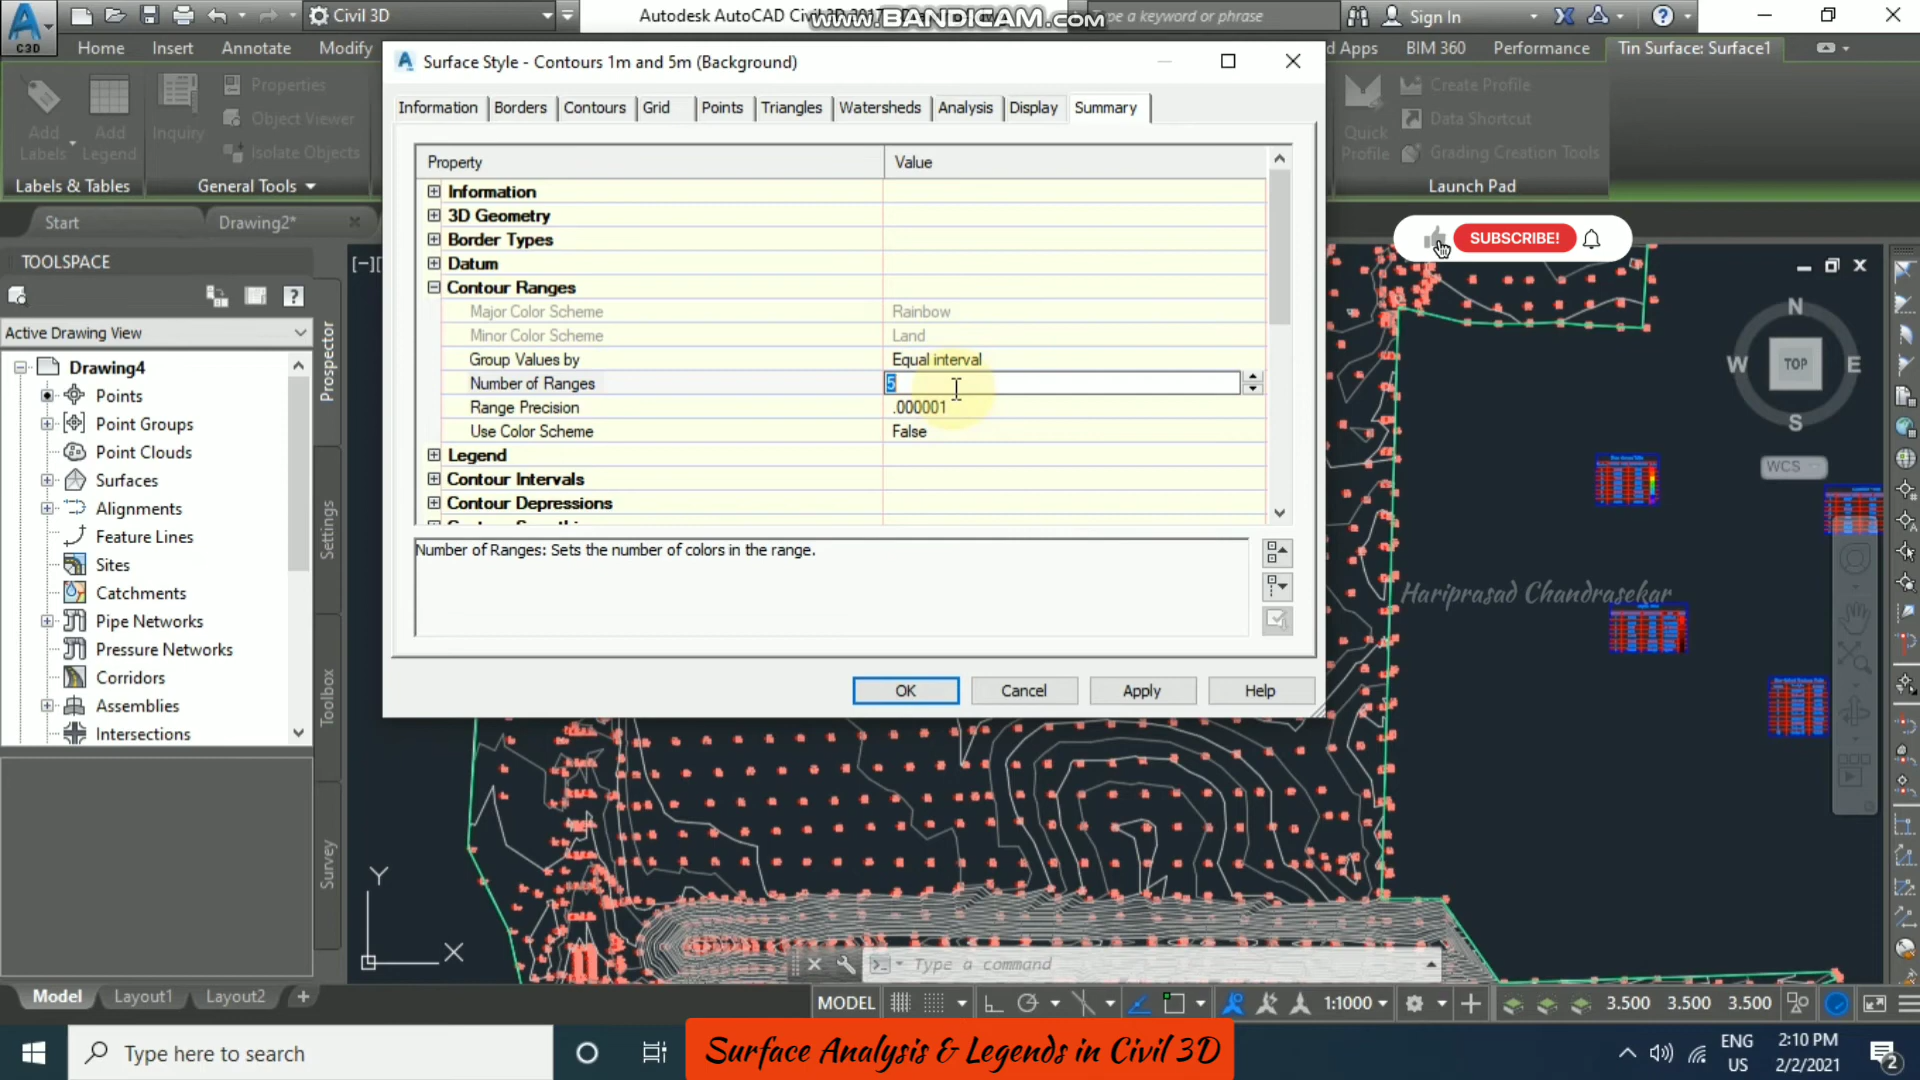 Civil 3D
Autodesk AutoCAD Civil 3D
www.BANDICAM.com
Type a keyword or phrase
Sign In
C3D
Home
Insert
Annotate
Modify
d Apps
BIM 360
Performance
Tin Surface: Surface1
Add Labels
Add Legend
Inquiry
Properties
Object Viewer
Isolate Objects
Labels & Tables
General Tools
Quick Profile
Create Profile
Data Shortcut
Grading Creation Tools
Launch Pad
Start
Drawing2*
SUBSCRIBE!
Surface Style - Contours 1m and 5m (Background)
Information
Borders
Contours
Grid
Points
Triangles
Watersheds
Analysis
Display
Summary
Property
Value
Information
3D Geometry
Border Types
Datum
Contour Ranges
Major Color Scheme
Rainbow
Minor Color Scheme
Land
Group Values by
Equal interval
Number of Ranges
5
Range Precision
.000001
Use Color Scheme
False
Legend
Contour Intervals
Contour Depressions
Number of Ranges: Sets the number of colors in the range.
OK
Cancel
Apply
Help
TOOLSPACE
Active Drawing View
Drawing4
Points
Point Groups
Point Clouds
Surfaces
Alignments
Feature Lines
Sites
Catchments
Pipe Networks
Pressure Networks
Corridors
Assemblies
Intersections
Prospector
Settings
Toolbox
Survey
[−]
N
W
TOP
E
S
WCS
Hariprasad Chandrasekar
Y
X
Type a command
Model
Layout1
Layout2
MODEL
1:1000
3.500
3.500
3.500
Type here to search
Surface Analysis & Legends in Civil 3D
ENG
US
2:10 PM
2/2/2021
2